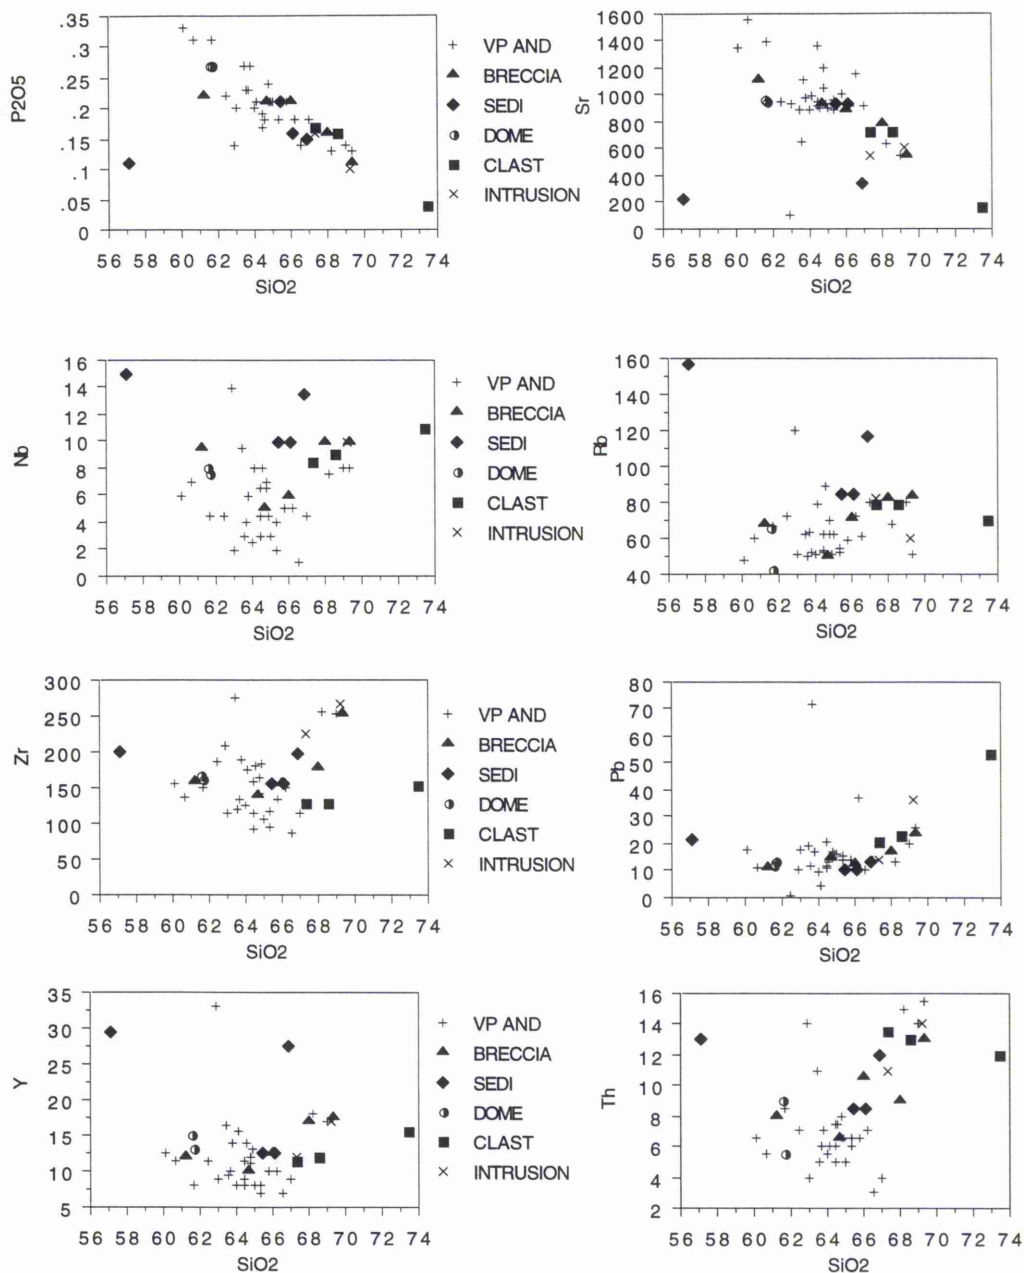 .35
.3
.25
.2
.15
.1
.05
0
P2O5
56 58 60 62 64 66 68 70 72 74
SiO2
VP AND
BRECCIA
SEDI
DOME
CLAST
INTRUSION
1600
1400
1200
1000
800
600
400
200
0
Sr
56 58 60 62 64 66 68 70 72 74
SiO2
16
14
12
10
8
6
4
2
0
Nb
56 58 60 62 64 66 68 70 72 74
SiO2
VP AND
BRECCIA
SEDI
DOME
CLAST
INTRUSION
160
140
120
100
80
60
40
Rb
56 58 60 62 64 66 68 70 72 74
SiO2
300
250
200
150
100
50
0
Zr
56 58 60 62 64 66 68 70 72 74
SiO2
VP AND
BRECCIA
SEDI
DOME
CLAST
INTRUSION
80
70
60
50
40
30
20
10
0
Pb
56 58 60 62 64 66 68 70 72 74
SiO2
35
30
25
20
15
10
5
Y
56 58 60 62 64 66 68 70 72 74
SiO2
VP AND
BRECCIA
SEDI
DOME
CLAST
INTRUSION
16
14
12
10
8
6
4
2
Th
56 58 60 62 64 66 68 70 72 74
SiO2